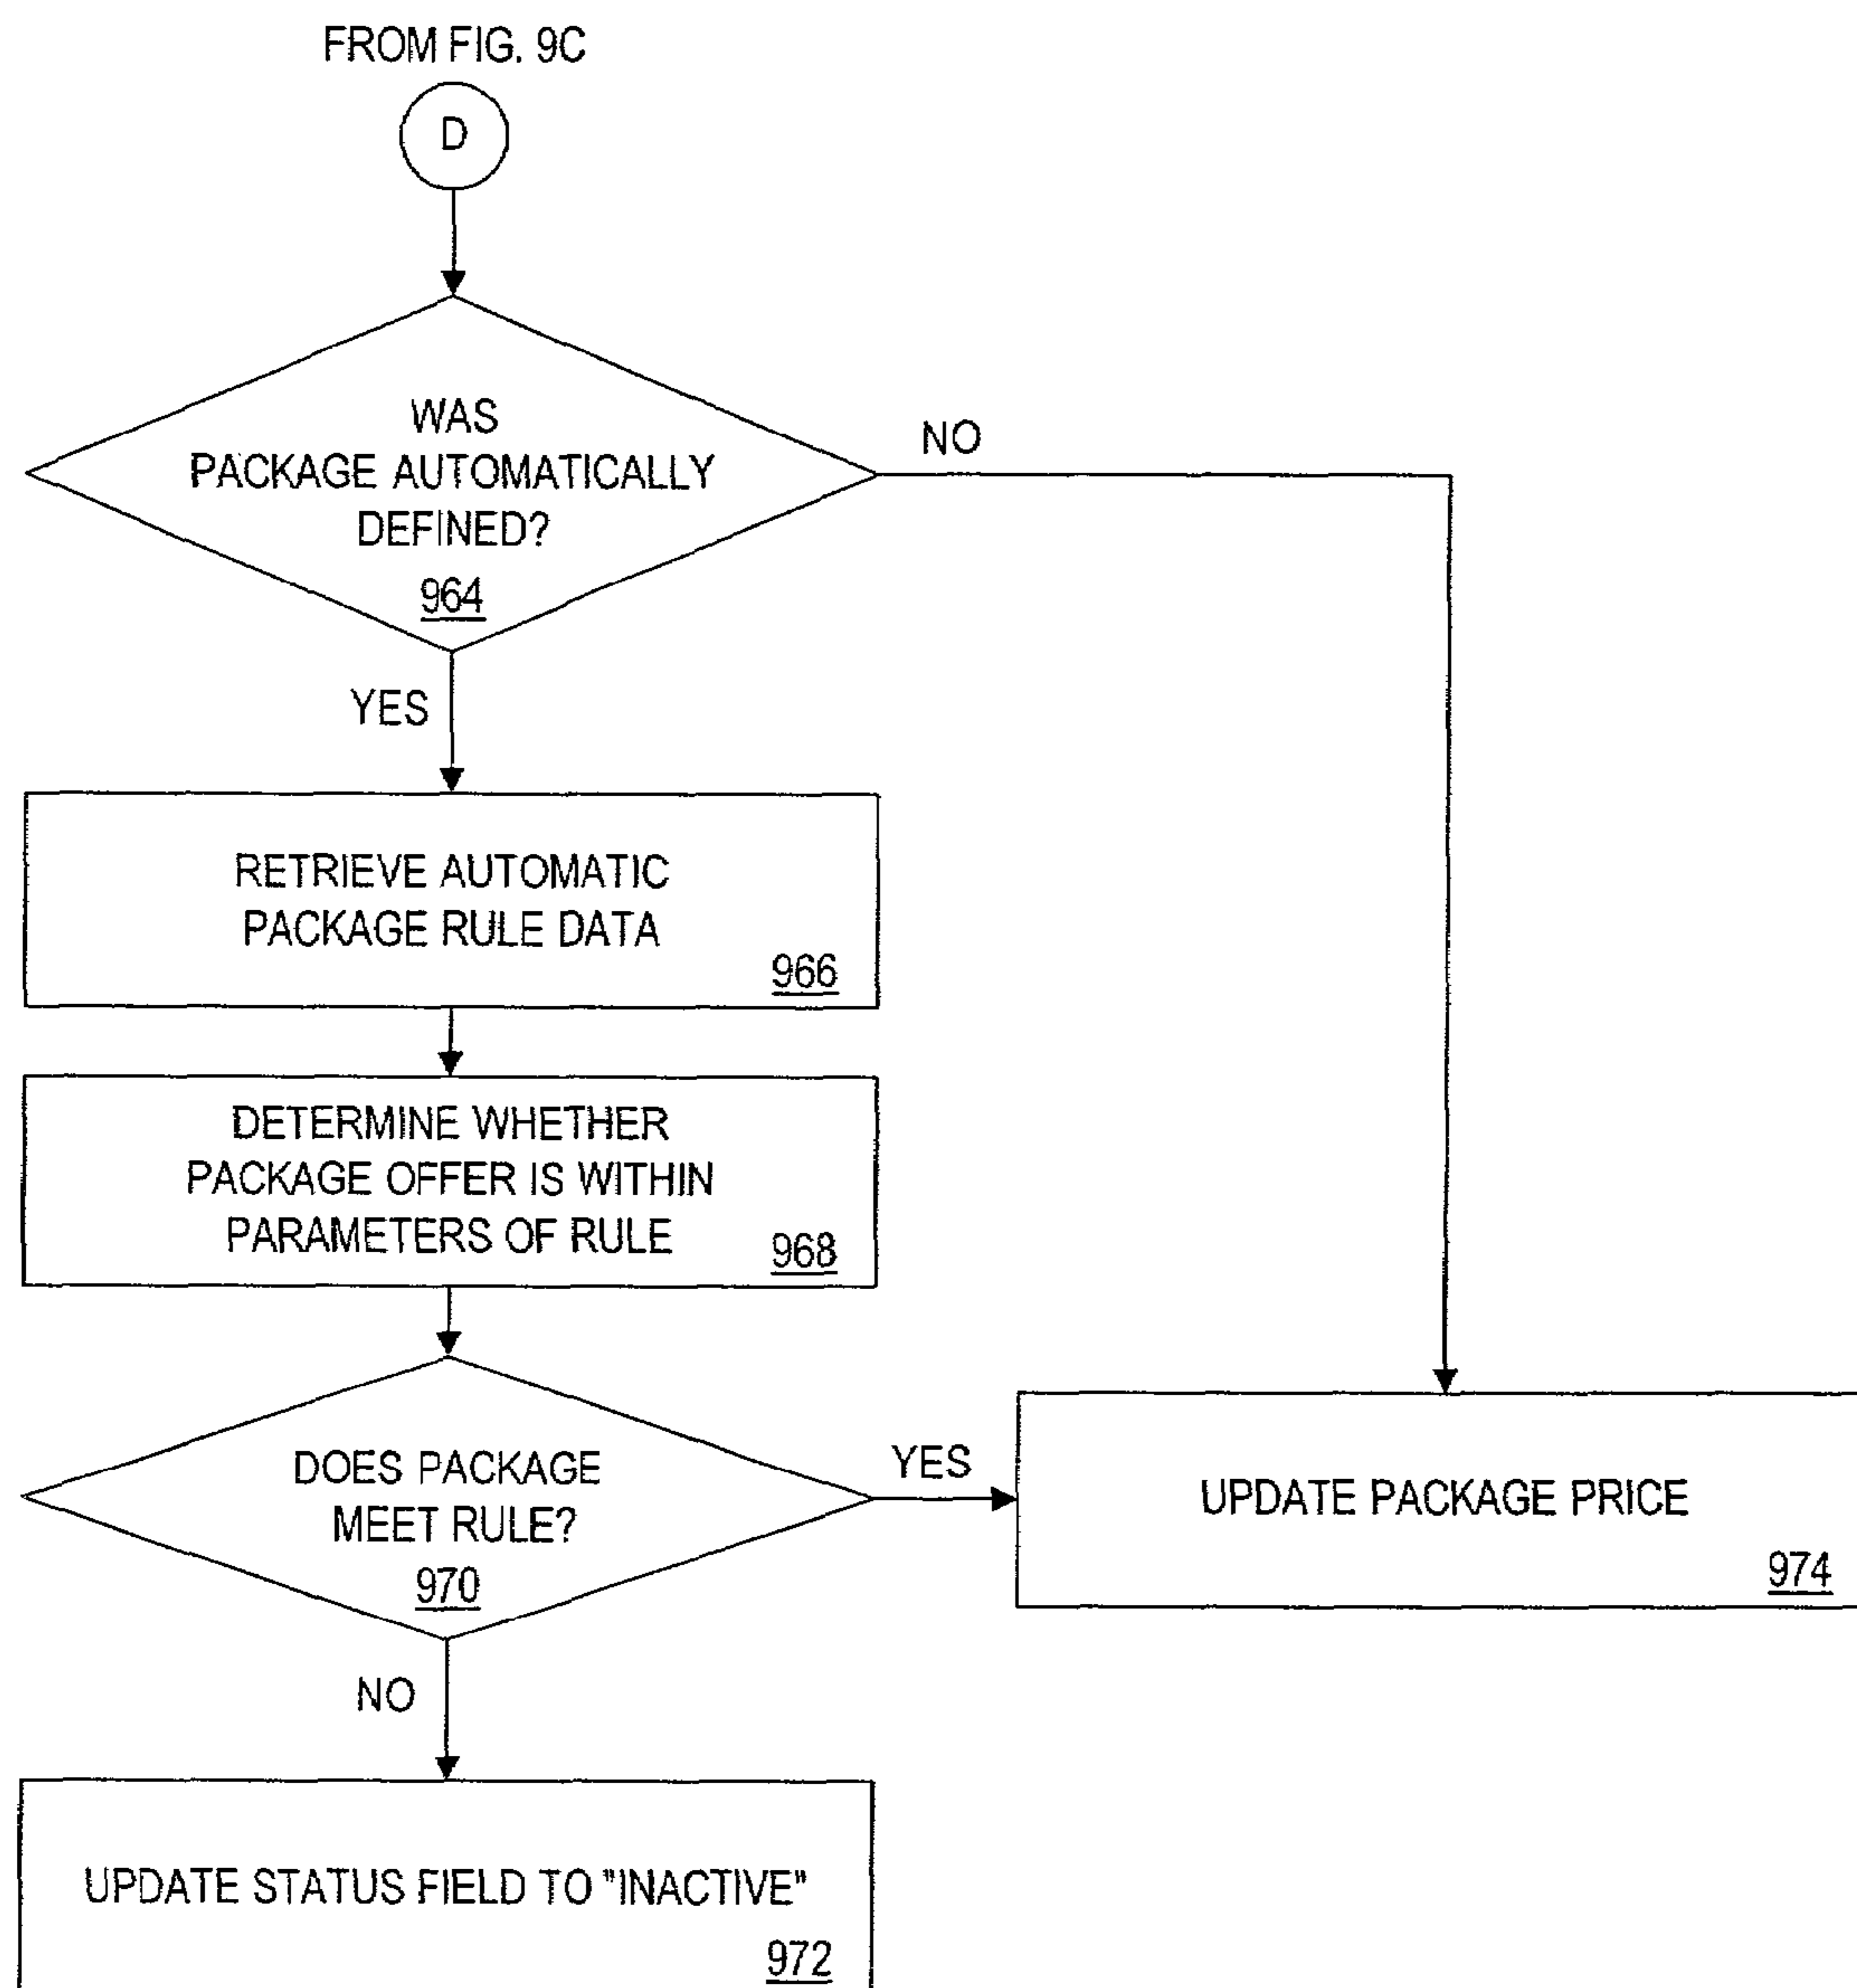 FROM FIG. 9C
D
WAS
PACKAGE AUTOMATICALLY
DEFINED?
964
NO
YES
RETRIEVE AUTOMATIC
PACKAGE RULE DATA
966
DETERMINE WHETHER
PACKAGE OFFER IS WITHIN
PARAMETERS OF RULE
968
DOES PACKAGE
MEET RULE?
970
YES
UPDATE PACKAGE PRICE
974
NO
UPDATE STATUS FIELD TO "INACTIVE"
972